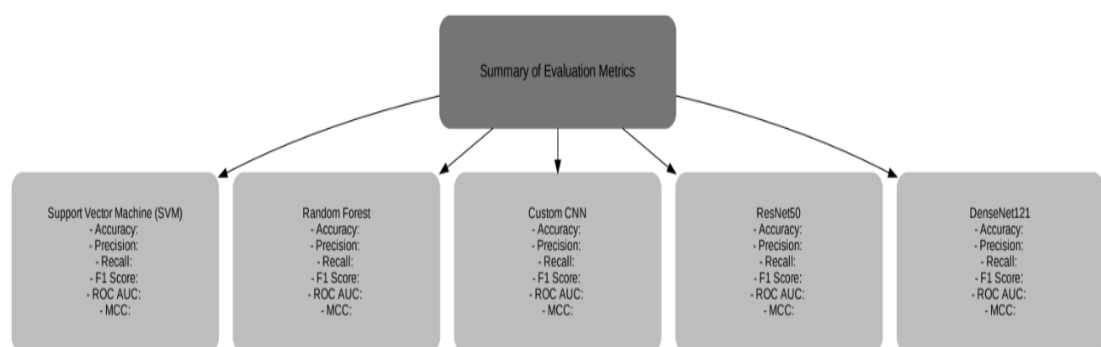 Summary of Evaluation Metrics
Support Vector Machine (SVM)
- Accuracy:
- Precision:
- Recall:
- F1 Score:
- ROC AUC:
- MCC:
Random Forest
- Accuracy:
- Precision:
- Recall:
- F1 Score:
- ROC AUC:
- MCC:
Custom CNN
- Accuracy:
- Precision:
- Recall:
- F1 Score:
- ROC AUC:
- MCC:
ResNet50
- Accuracy:
- Precision:
- Recall:
- F1 Score:
- ROC AUC:
- MCC:
DenseNet121
- Accuracy:
- Precision:
- Recall:
- F1 Score:
- ROC AUC:
- MCC: